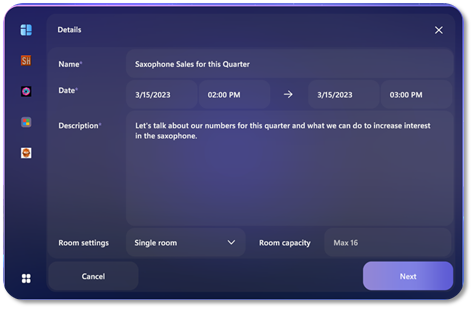 Details
Name*
Saxophone Sales for this Quarter
Date*
3/15/2023
02:00 PM
3/15/2023
03:00 PM
Description*
Let's talk about our numbers for this quarter and what we can do to increase interest
in the saxophone.
Room settings
Single room
Room capacity
Max 16
Cancel
Next